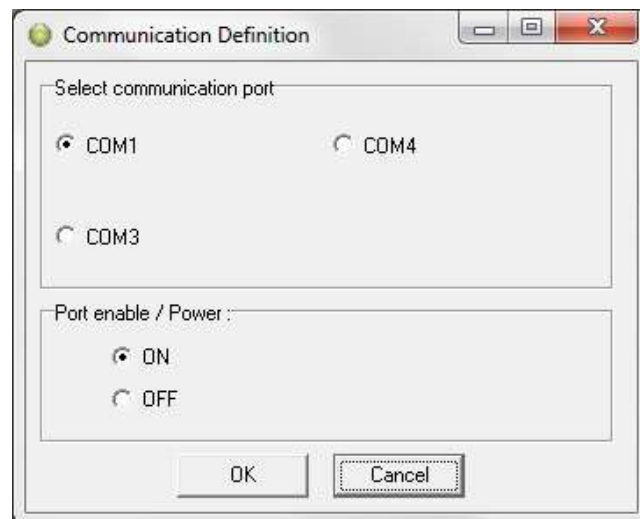 Communication Definition
Select communication port
COM1 COM4
COM3
Port enable / Power :
ON
OFF
OK Cancel